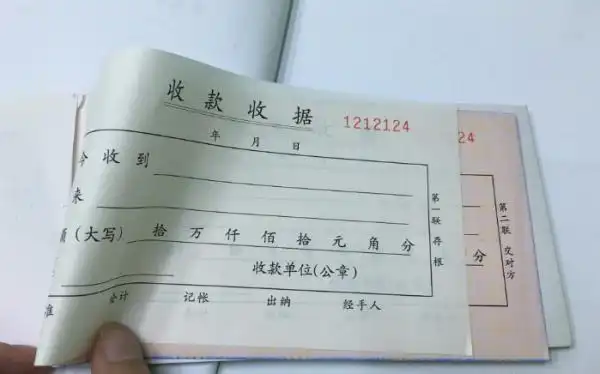 收款收据 1212124
年 月 日
今收到
来
额(大写) 拾 万 仟 佰 拾 元 角 分
收款单位(公章)
准 会计 记帐 出纳 经手人
第一联 存根
24
分
第二联 交对方